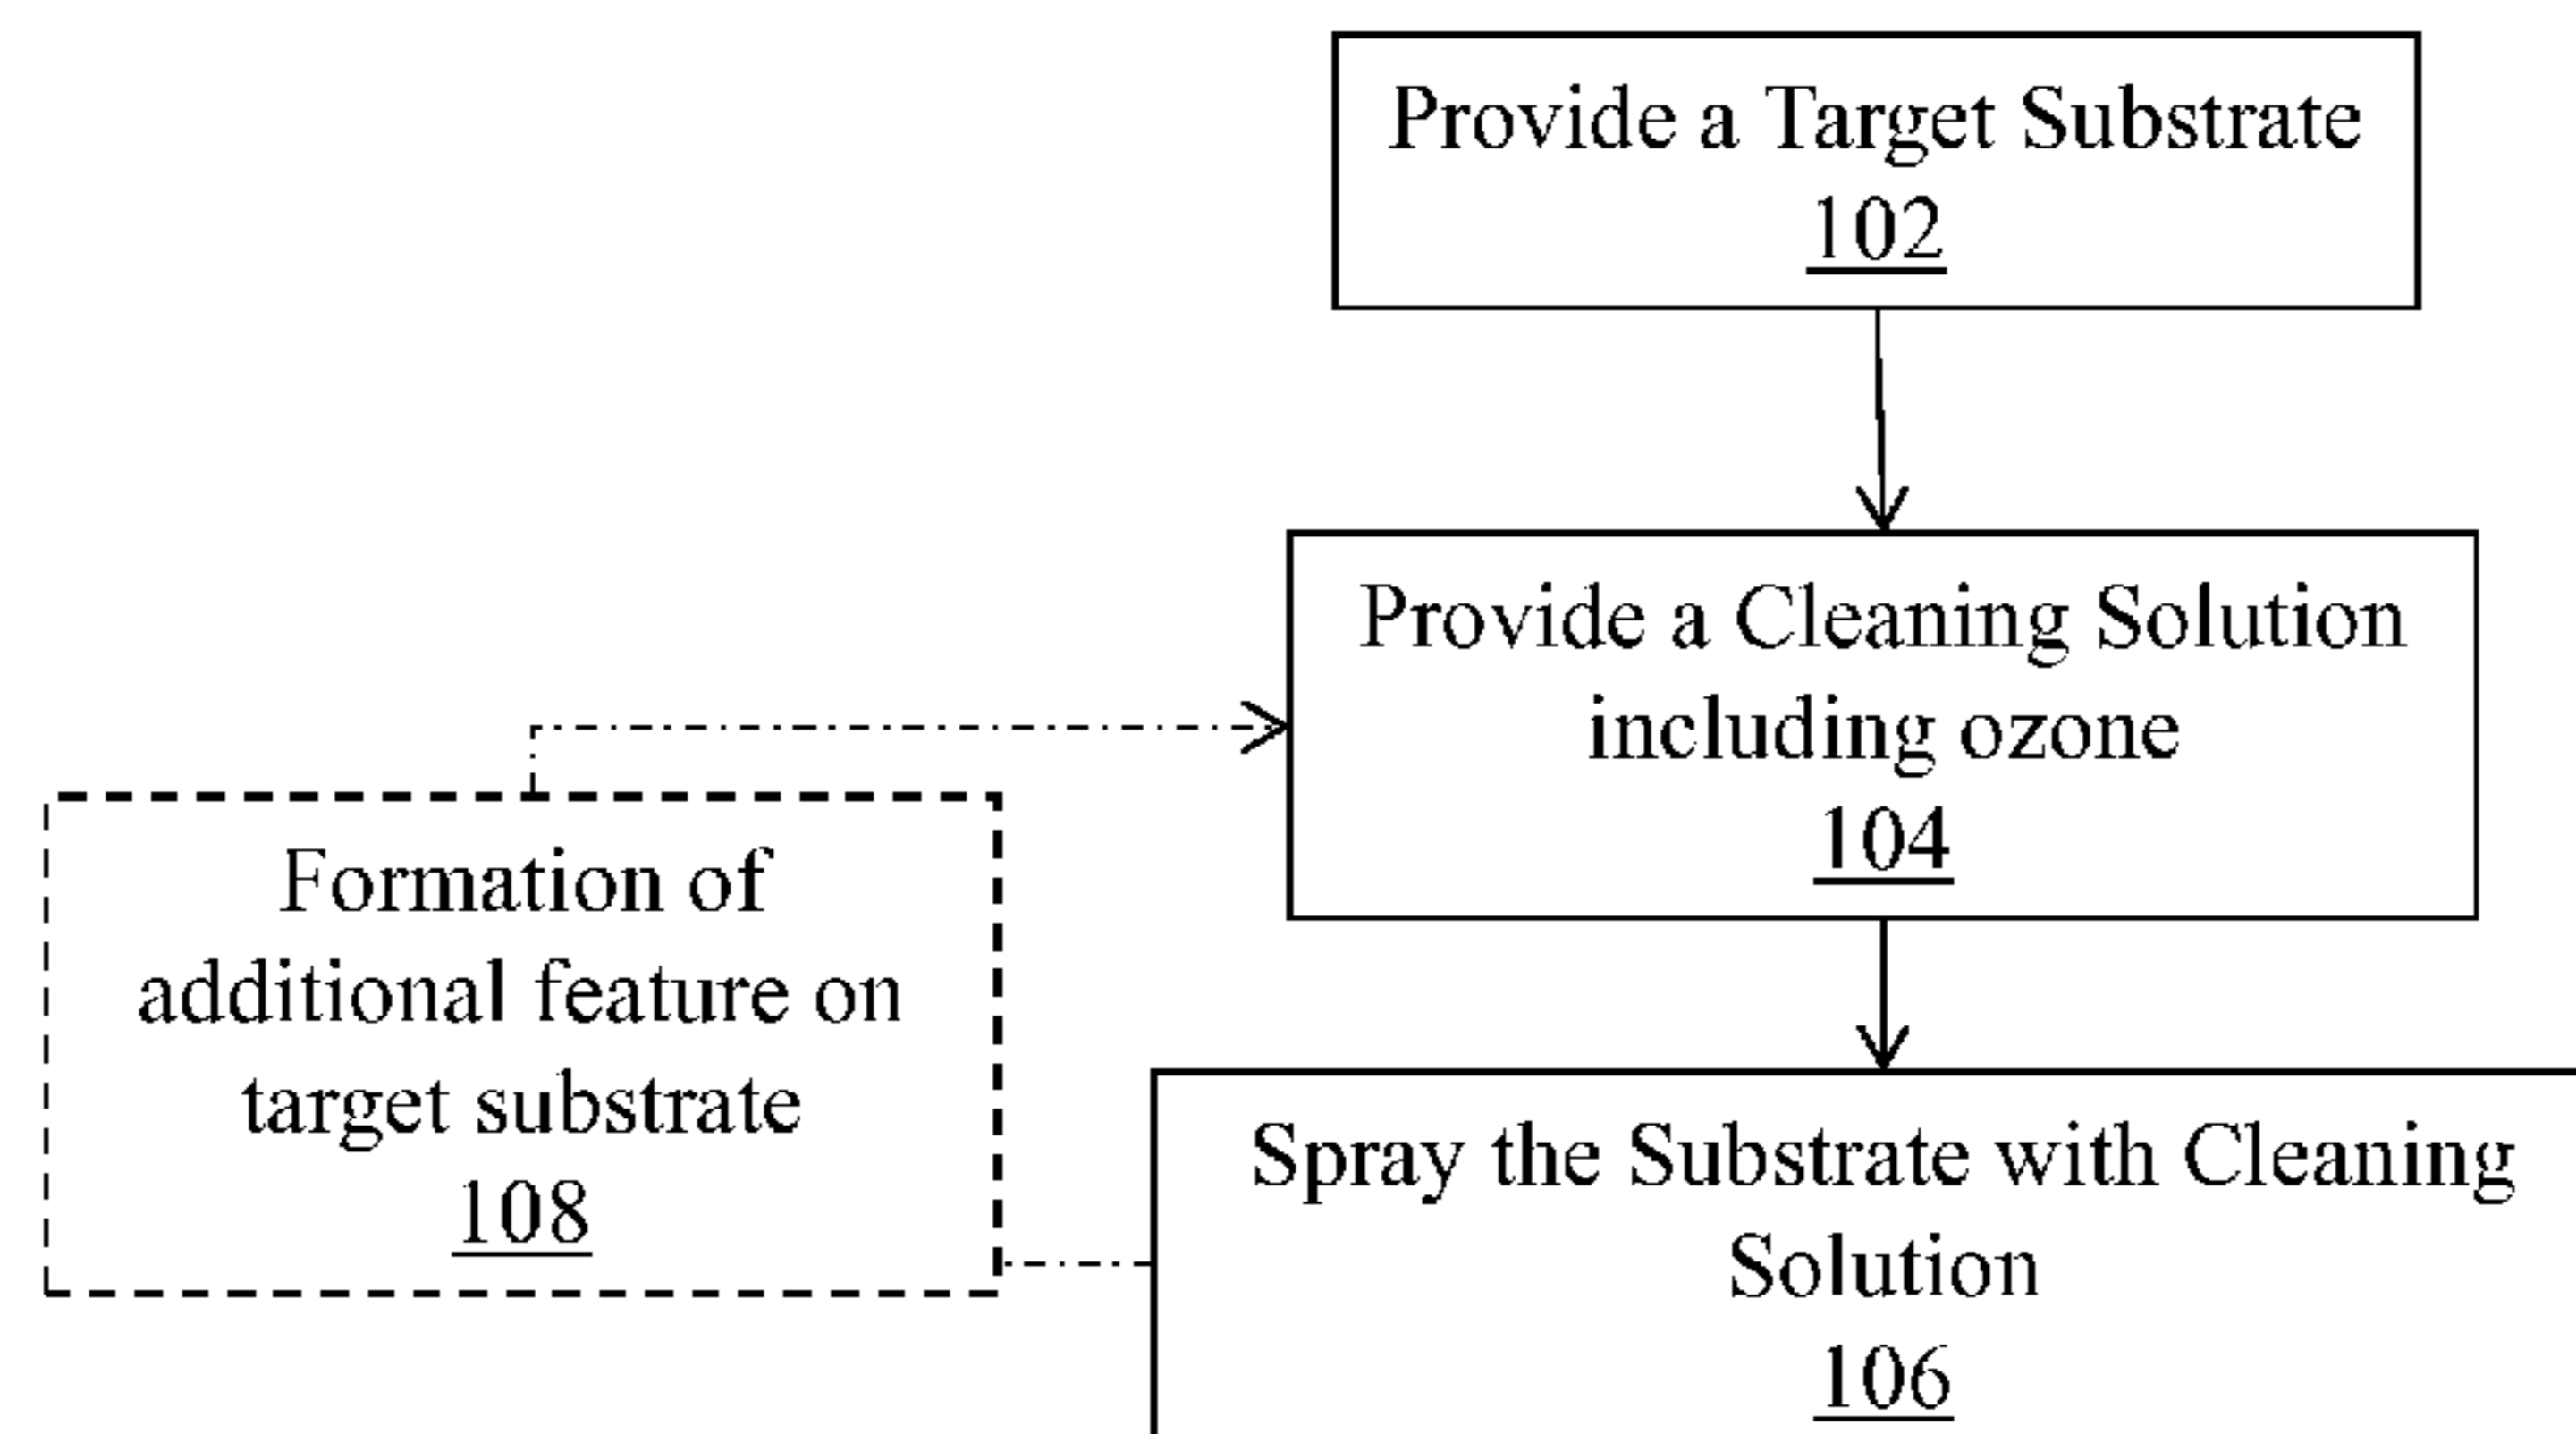 Provide a Target Substrate
102
Provide a Cleaning Solution
including ozone
104
Formation of
additional feature on
target substrate
108
Spray the Substrate with Cleaning
Solution
106